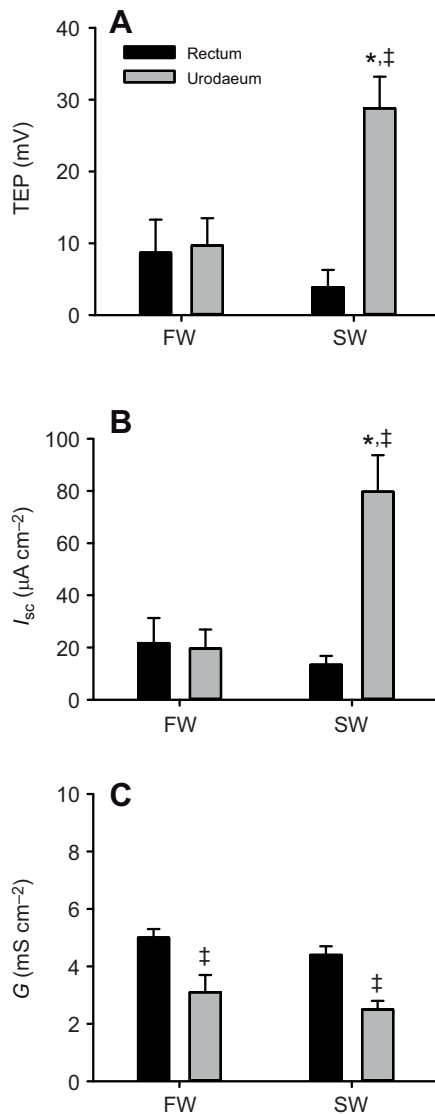 A
Rectum
Urodaeum
TEP (mV)
40
30
20
10
0
*,‡
FW
SW
B
I_sc (μA cm⁻²)
100
80
60
40
20
0
*,‡
FW
SW
C
G (mS cm⁻²)
10
8
6
4
2
0
‡
‡
FW
SW